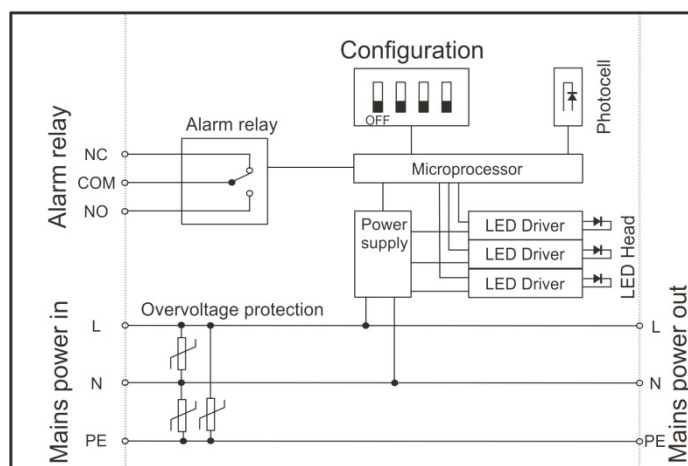 Configuration
OFF
Photocell
Alarm relay
Alarm relay
NC
COM
NO
Microprocessor
Power
supply
LED Driver
LED Driver
LED Driver
LED Head
Overvoltage protection
Mains power in
L
N
PE
Mains power out
L
N
PE